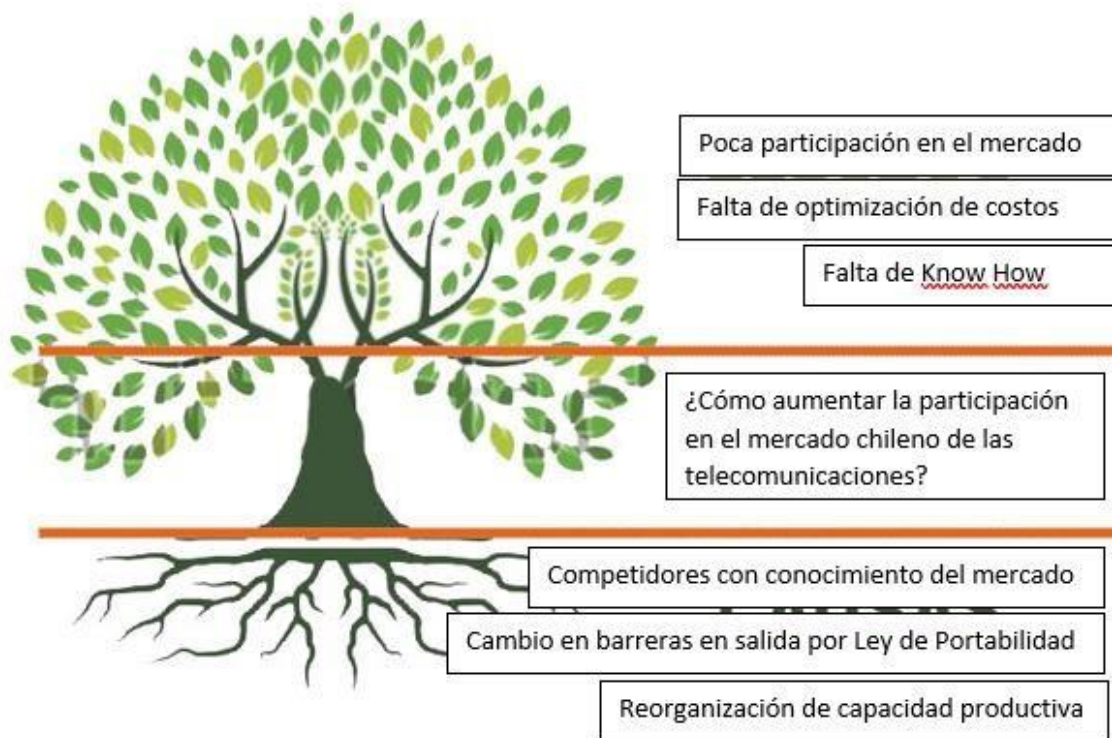 Poca participación en el mercado
Falta de optimización de costos
Falta de Know How
¿Cómo aumentar la participación
en el mercado chileno de las
telecomunicaciones?
Competidores con conocimiento del mercado
Cambio en barreras en salida por Ley de Portabilidad
Reorganización de capacidad productiva